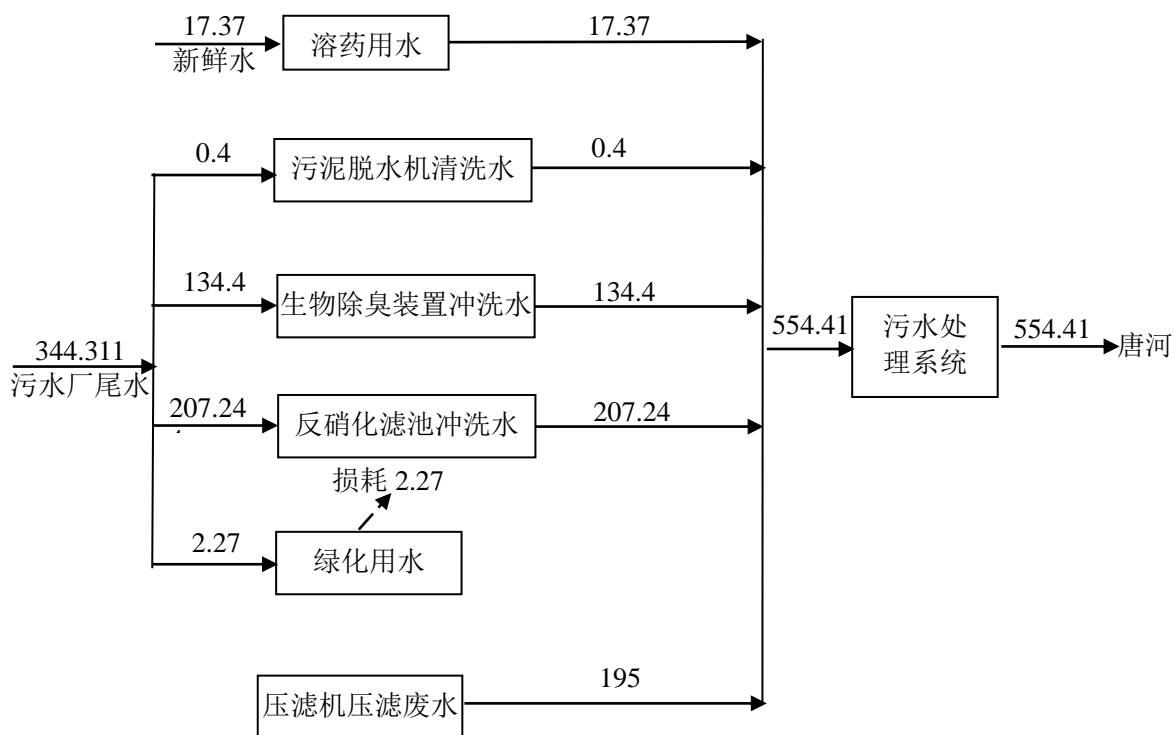 17.37
新鲜水
溶药用水
17.37
0.4
污泥脱水机清洗水
0.4
134.4
生物除臭装置冲洗水
134.4
344.311
污水厂尾水
554.41
污水处
理系统
554.41
唐河
207.24
反硝化滤池冲洗水
207.24
损耗 2.27
2.27
绿化用水
压滤机压滤废水
195